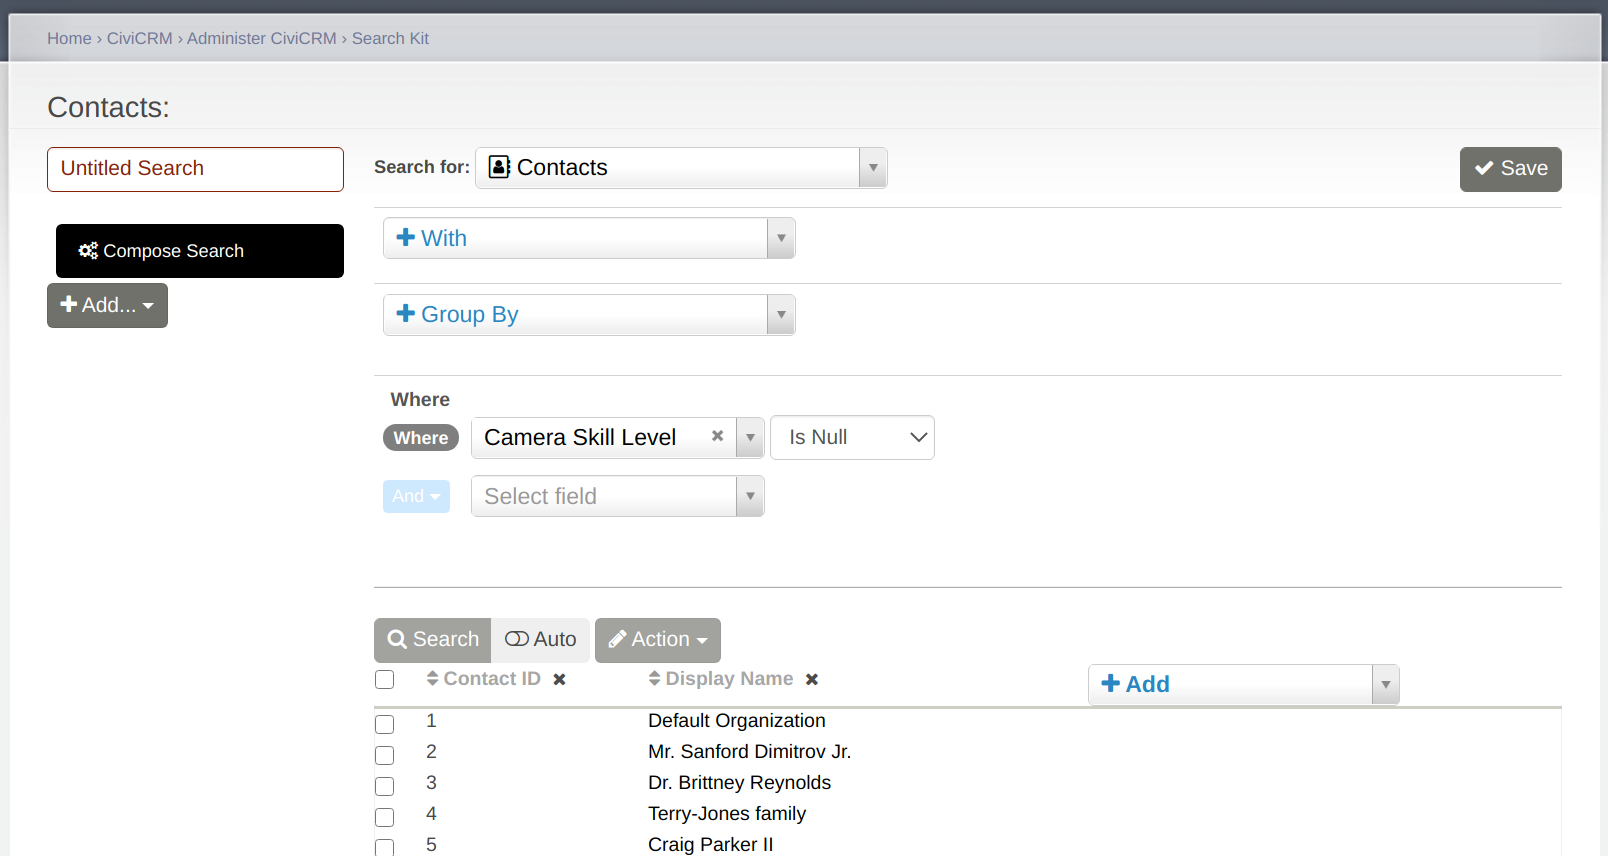 Home › CiviCRM › Administer CiviCRM › Search Kit
Contacts:
Untitled Search
Search for: Contacts
Save
Compose Search
With
Add...
Group By
Where
Where Camera Skill Level Is Null
And Select field
Search Auto Action
Contact ID Display Name Add
1 Default Organization
2 Mr. Sanford Dimitrov Jr.
3 Dr. Brittney Reynolds
4 Terry-Jones family
5 Craig Parker II